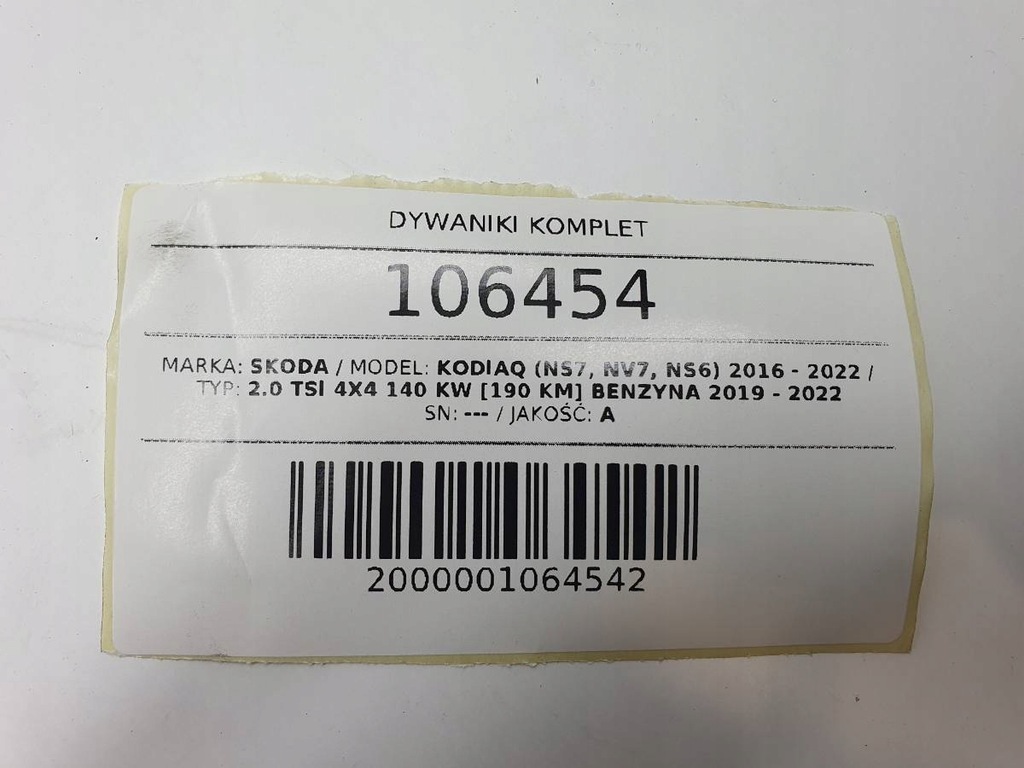 DYWANIKI KOMPLET
106454
MARKA: SKODA / MODEL: KODIAQ (NS7, NV7, NS6) 2016 - 2022 /
TYP: 2.0 TSI 4X4 140 KW [190 KM] BENZYNA 2019 - 2022
SN: --- / JAKOŚĆ: A
2000001064542